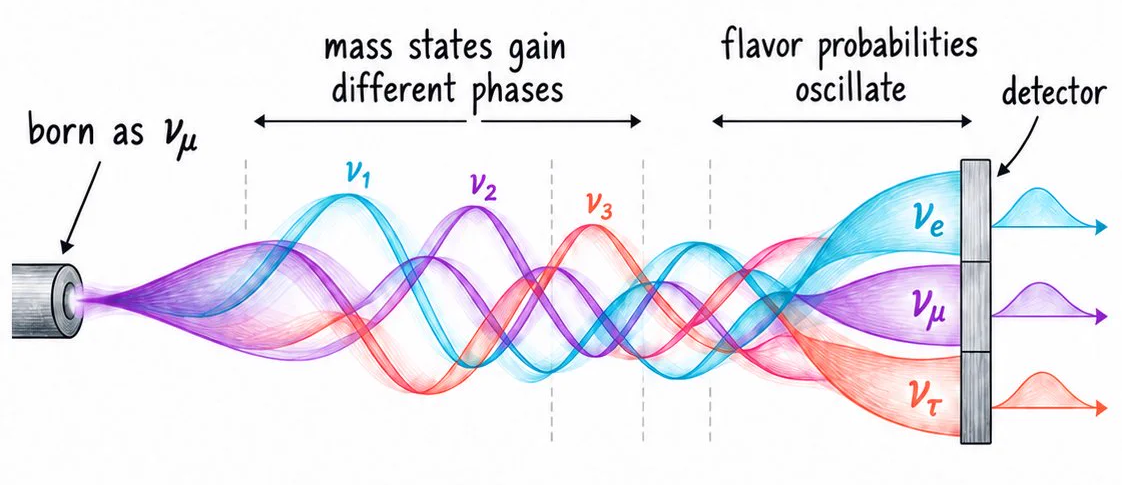 mass states gain
different phases
flavor probabilities
oscillate
detector
born as νμ
ν1
ν2
ν3
νe
νμ
ντ